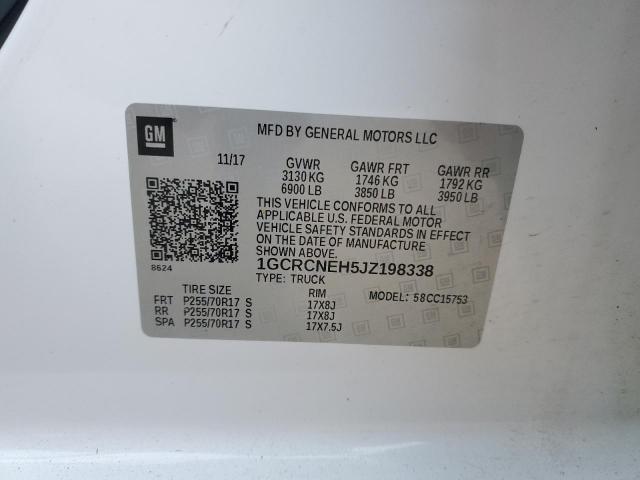 GM
MFD BY GENERAL MOTORS LLC
11/17 GVWR GAWR FRT GAWR RR
3130 KG 1746 KG 1792 KG
6900 LB 3850 LB 3950 LB
THIS VEHICLE CONFORMS TO ALL
APPLICABLE U.S. FEDERAL MOTOR
VEHICLE SAFETY STANDARDS IN EFFECT
ON THE DATE OF MANUFACTURE
SHOWN ABOVE.
8624
1GCRCNEH5JZ198338
TYPE: TRUCK
TIRE SIZE RIM MODEL: 58CC15753
FRT P255/70R17 S 17X8J
RR P255/70R17 S 17X8J
SPA P255/70R17 S 17X7.5J